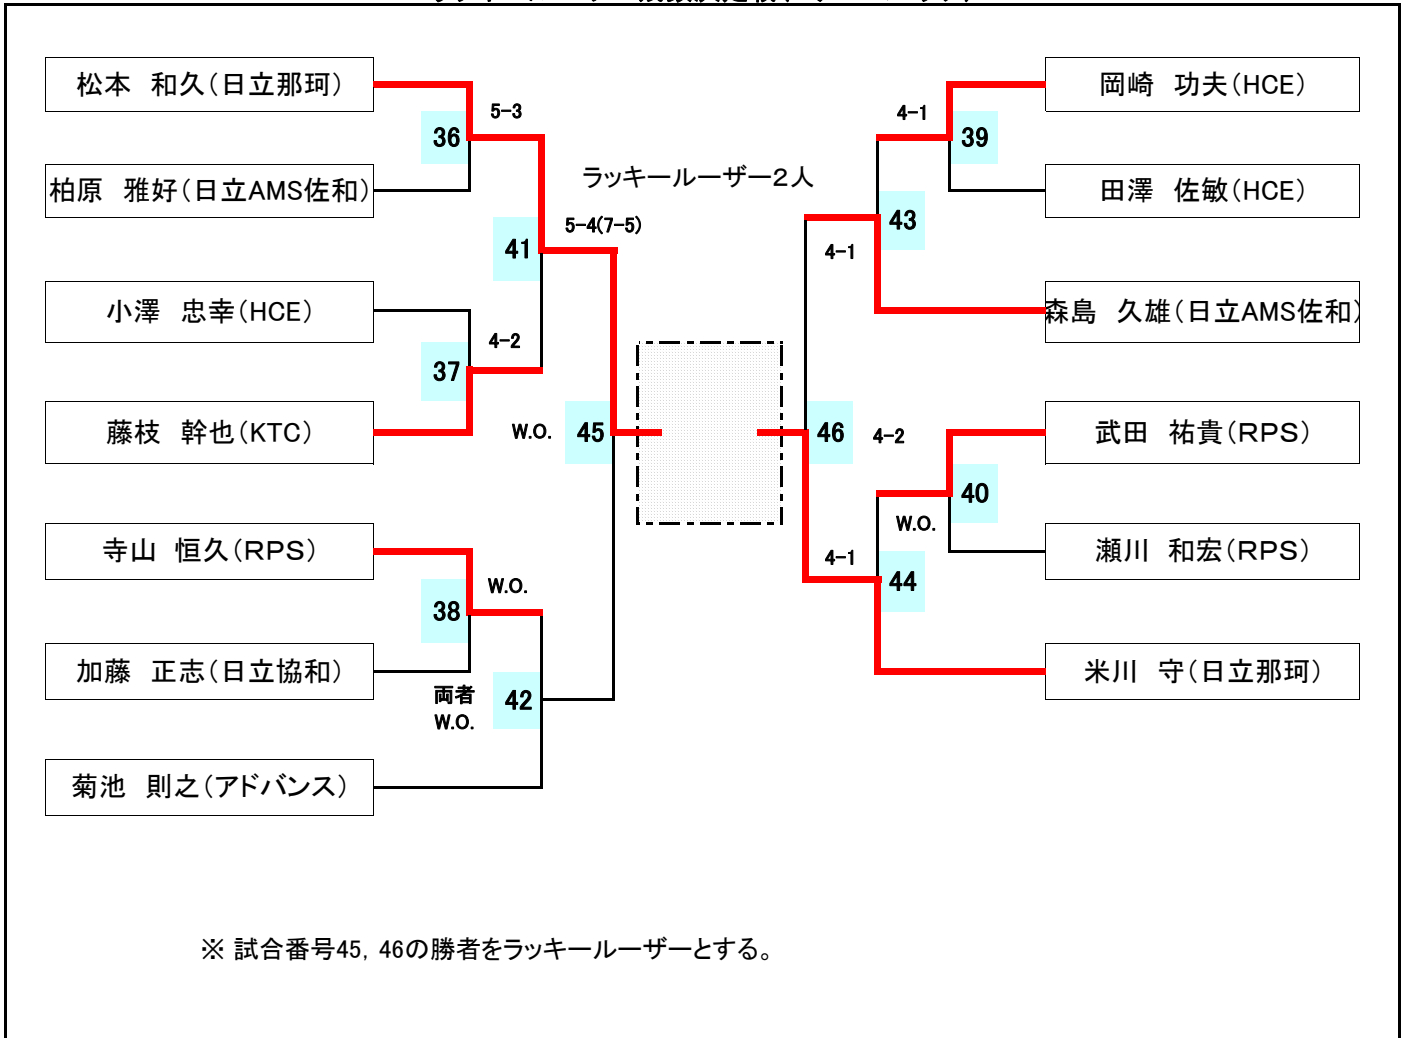 松本　和久（日立那珂）
岡崎　功夫（HCE）
5-3
4-1
36
39
ラッキールーザー２人
柏原　雅好（日立AMS佐和）
田澤　佐敏（HCE）
5-4(7-5)
41
43
4-1
小澤　忠幸（HCE）
森島　久雄（日立AMS佐和）
4-2
37
藤枝　幹也（KTC）
W.O.
45
46
4-2
武田　祐貴（RPS）
40
W.O.
寺山　恒久（RPS）
瀬川　和宏（RPS）
4-1
44
W.O.
38
加藤　正志（日立協和）
米川　守（日立那珂）
両者
W.O.
42
菊池　則之（アドバンス）
※ 試合番号45, 46の勝者をラッキールーザーとする。